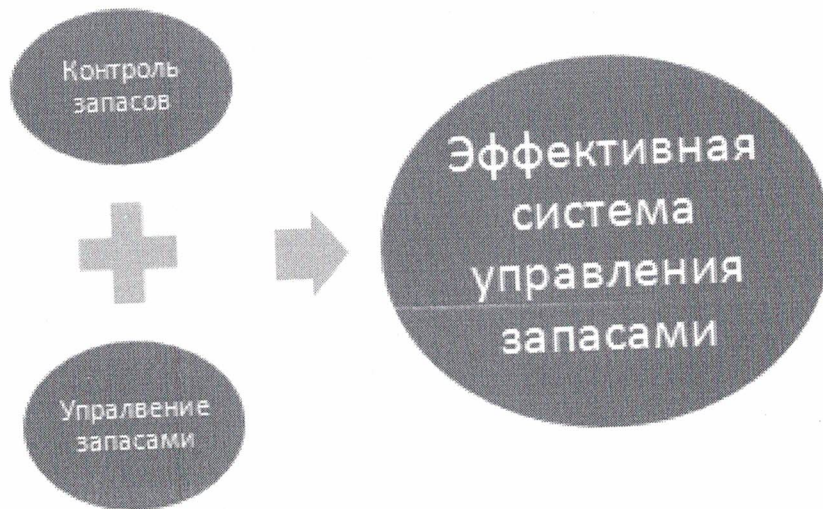 Контроль
запасов
Упралвение
запасами
Эффективная
система
управления
запасами